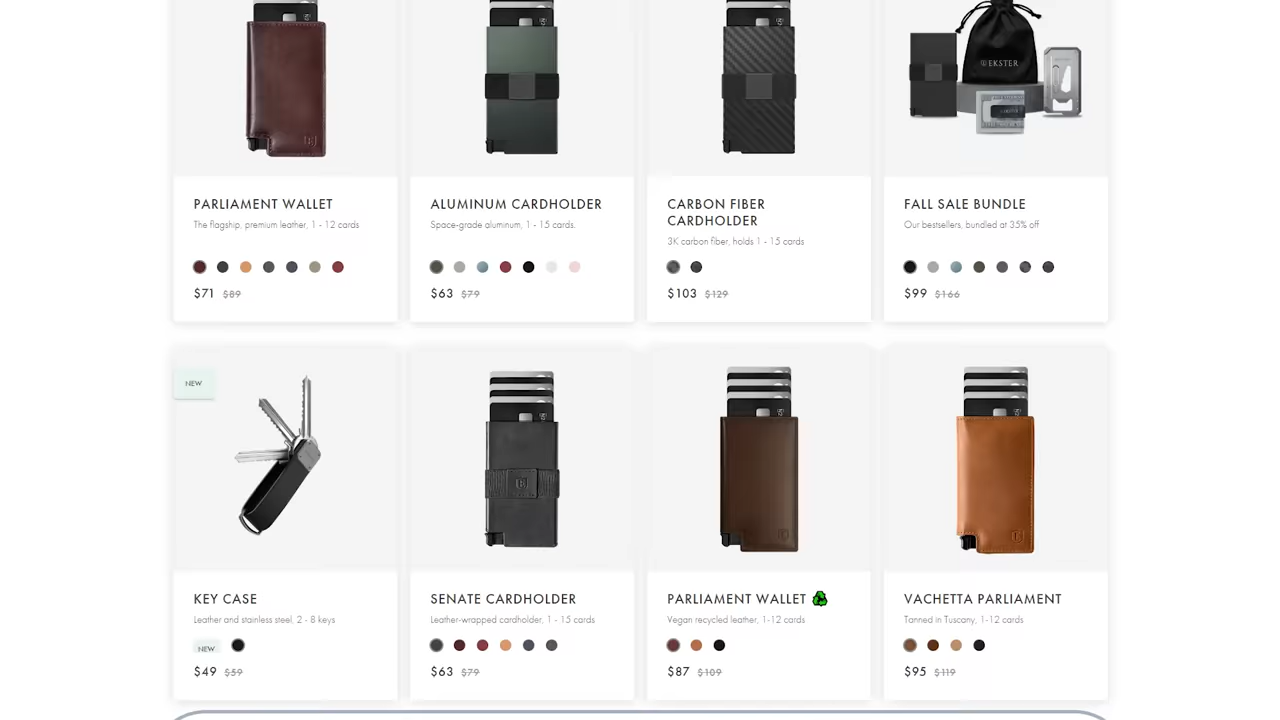 EKSTER
PARLIAMENT WALLET
The flagship, premium leather, 1 - 12 cards
$71 $89
ALUMINUM CARDHOLDER
Space-grade aluminum, 1 - 15 cards.
$63 $79
CARBON FIBER
CARDHOLDER
3K carbon fiber, holds 1 - 15 cards
$103 $129
FALL SALE BUNDLE
Our bestsellers, bundled at 35% off
$99 $166
NEW
KEY CASE
Leather and stainless steel, 2 - 8 keys
NEW
$49 $59
SENATE CARDHOLDER
Leather-wrapped cardholder, 1 - 15 cards
$63 $79
PARLIAMENT WALLET
Vegan recycled leather, 1-12 cards
$87 $109
VACHETTA PARLIAMENT
Tanned in Tuscany, 1-12 cards
$95 $119